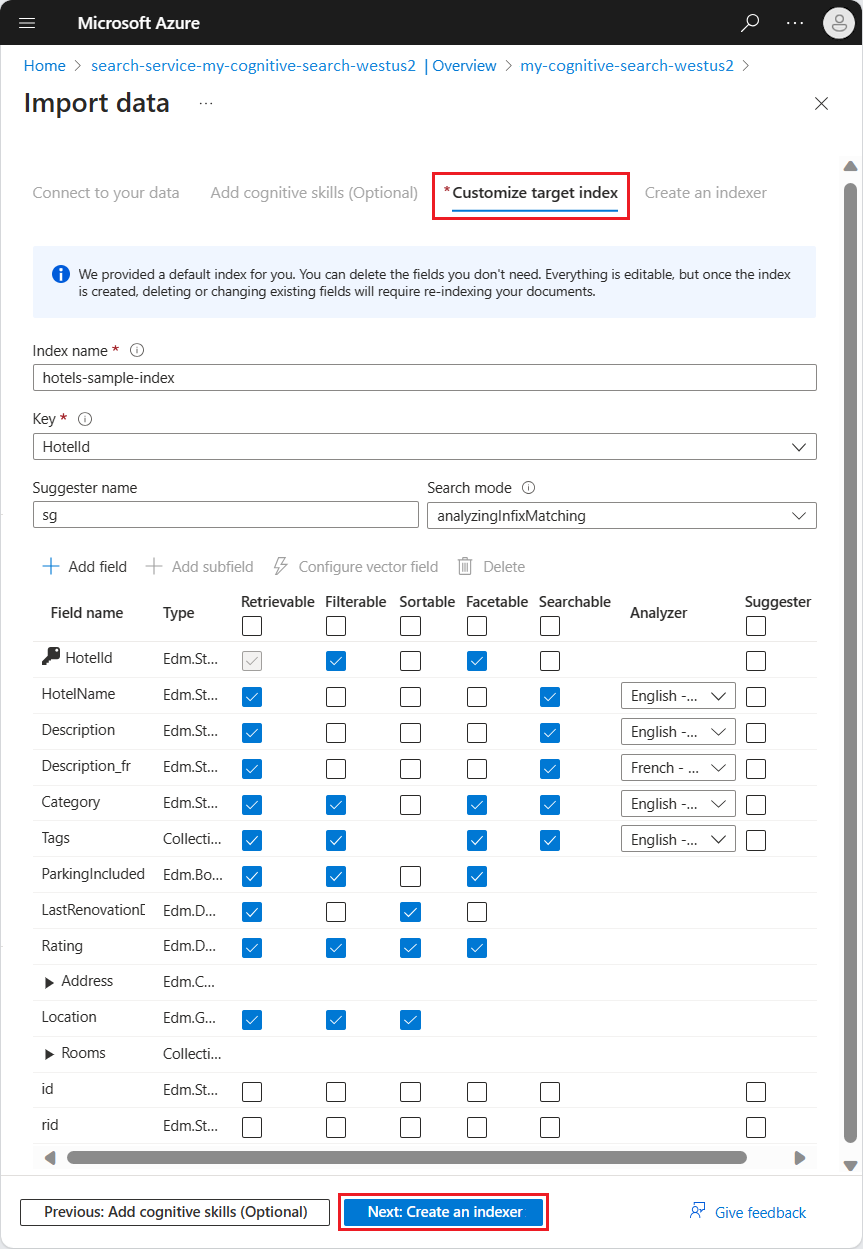 Microsoft Azure
Home > search-service-my-cognitive-search-westus2 | Overview > my-cognitive-search-westus2 >
Import data ...
Connect to your data Add cognitive skills (Optional) * Customize target index Create an indexer
We provided a default index for you. You can delete the fields you don't need. Everything is editable, but once the index
is created, deleting or changing existing fields will require re-indexing your documents.
Index name *
hotels-sample-index
Key *
HotelId
Suggester name Search mode
sg analyzingInfixMatching
+ Add field + Add subfield Configure vector field Delete
Field name Type Retrievable Filterable Sortable Facetable Searchable Analyzer Suggester
HotelId Edm.St...
HotelName Edm.St... English -...
Description Edm.St... English -...
Description_fr Edm.St... French - ...
Category Edm.St... English -...
Tags Collecti... English -...
ParkingIncluded Edm.Bo...
LastRenovationD Edm.D...
Rating Edm.D...
Address Edm.C...
Location Edm.G...
Rooms Collecti...
id Edm.St...
rid Edm.St...
Previous: Add cognitive skills (Optional) Next: Create an indexer Give feedback